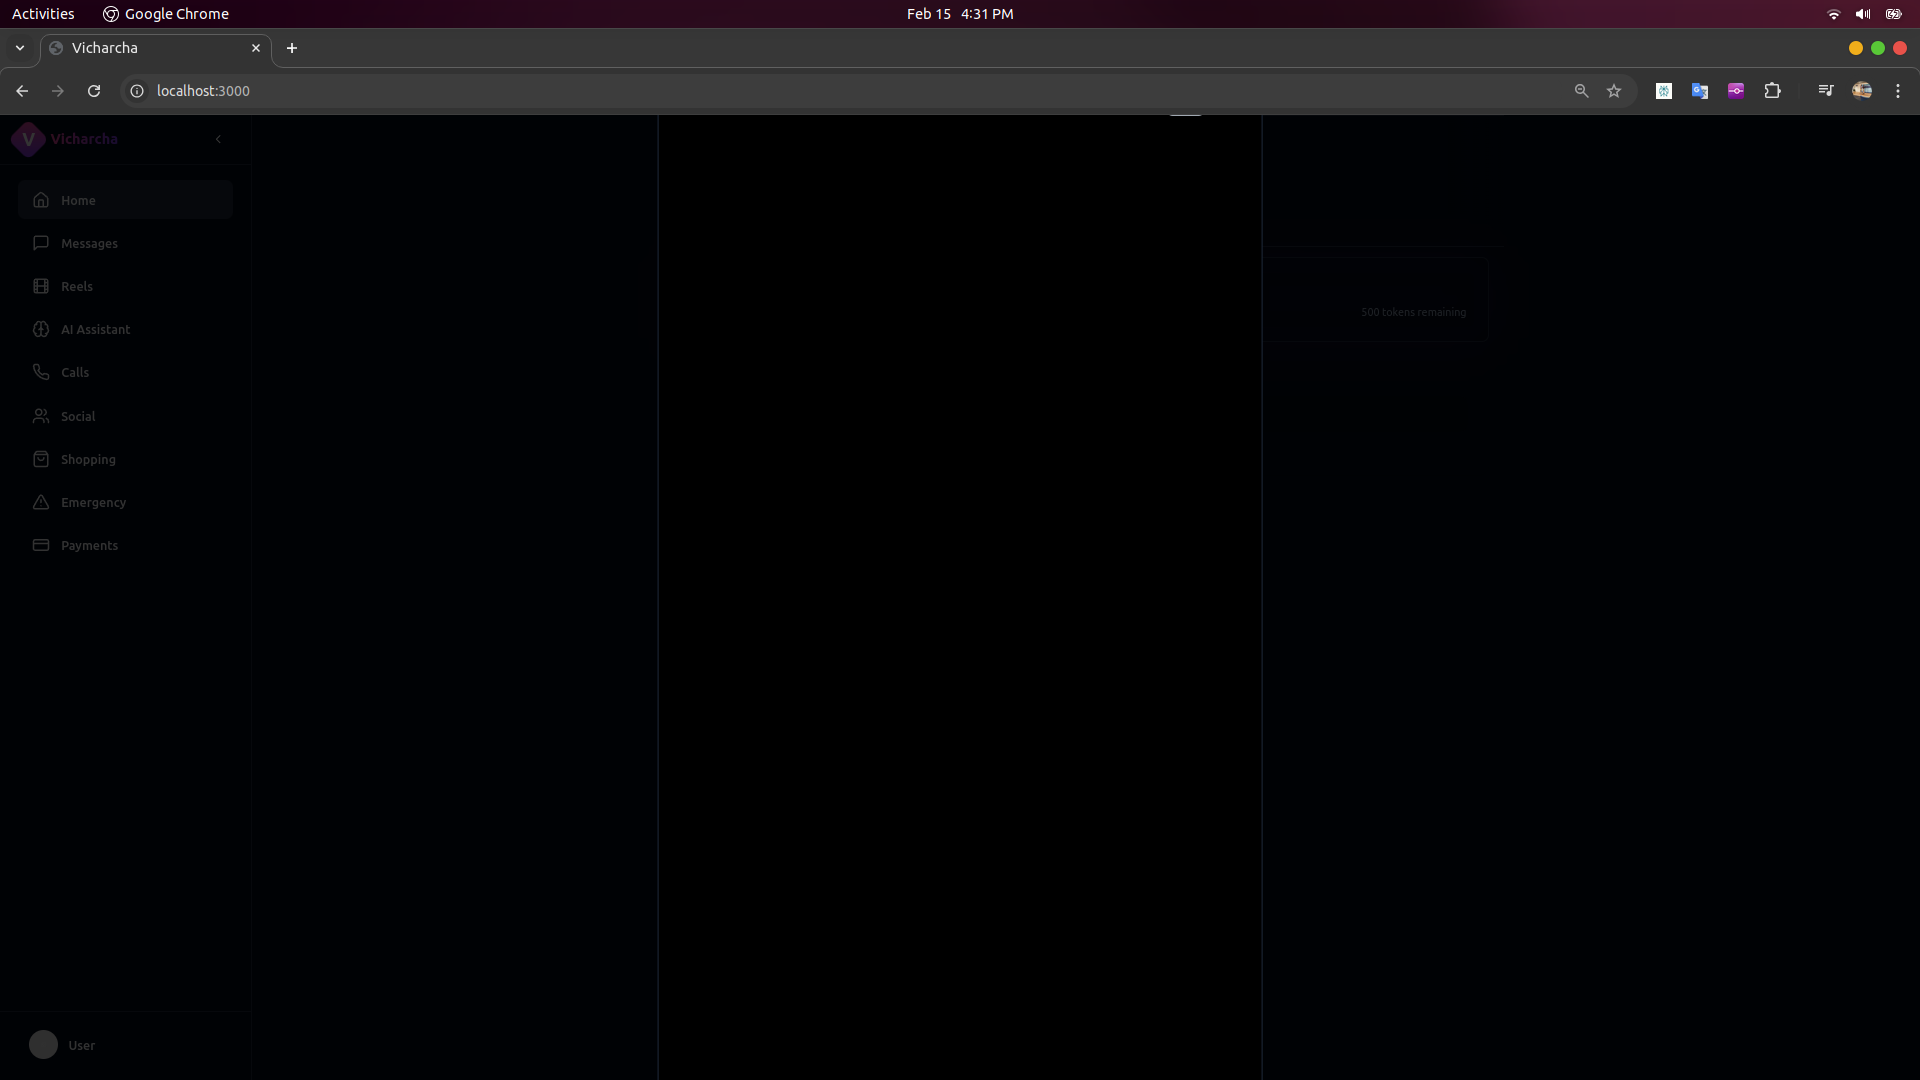 Activities
Google Chrome
Feb 15 4:31 PM
Vicharcha
localhost:3000
V
Vicharcha
Home
Messages
Reels
AI Assistant
Calls
Social
Shopping
Emergency
Payments
500 tokens remaining
User